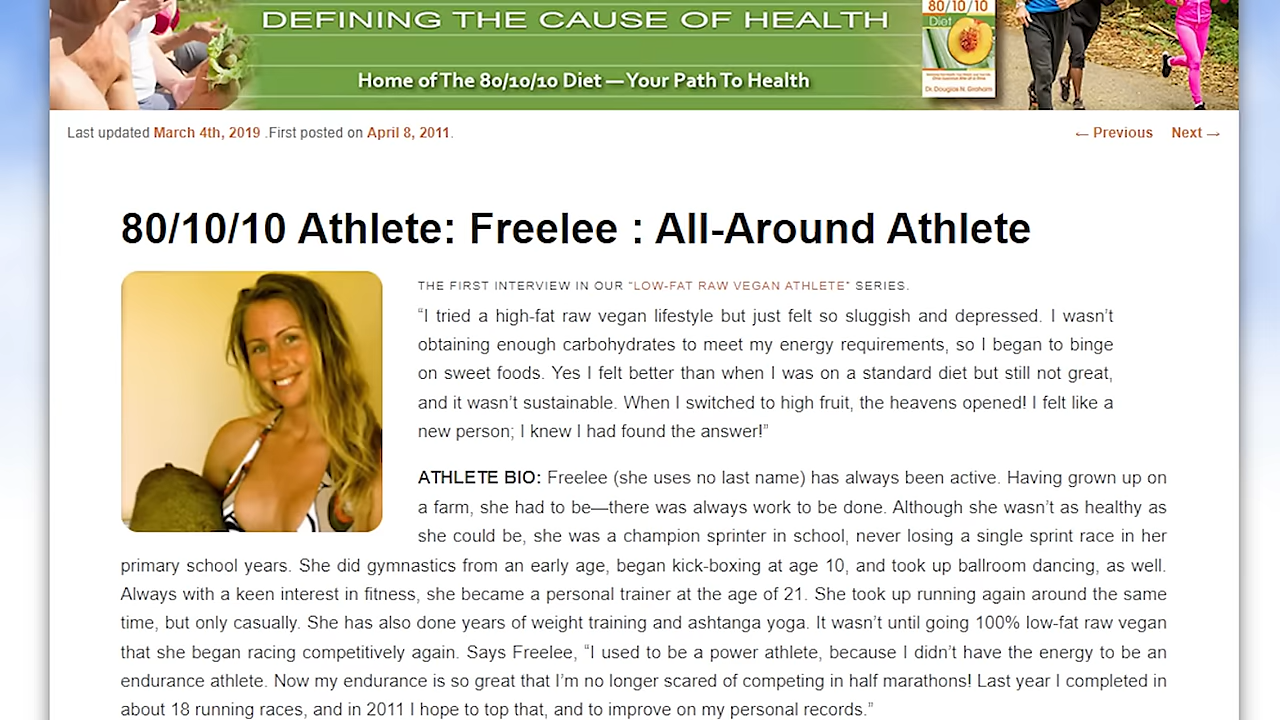 DEFINING THE CAUSE OF HEALTH
80/10/10
Diet
Home of The 80/10/10 Diet — Your Path To Health
Dr. Douglas N. Graham
Last updated March 4th, 2019 .First posted on April 8, 2011.
← Previous Next →
80/10/10 Athlete: Freelee : All-Around Athlete
THE FIRST INTERVIEW IN OUR “LOW-FAT RAW VEGAN ATHLETE” SERIES.
“I tried a high-fat raw vegan lifestyle but just felt so sluggish and depressed. I wasn’t
obtaining enough carbohydrates to meet my energy requirements, so I began to binge
on sweet foods. Yes I felt better than when I was on a standard diet but still not great,
and it wasn’t sustainable. When I switched to high fruit, the heavens opened! I felt like a
new person; I knew I had found the answer!”
ATHLETE BIO: Freelee (she uses no last name) has always been active. Having grown up on
a farm, she had to be—there was always work to be done. Although she wasn’t as healthy as
she could be, she was a champion sprinter in school, never losing a single sprint race in her
primary school years. She did gymnastics from an early age, began kick-boxing at age 10, and took up ballroom dancing, as well.
Always with a keen interest in fitness, she became a personal trainer at the age of 21. She took up running again around the same
time, but only casually. She has also done years of weight training and ashtanga yoga. It wasn’t until going 100% low-fat raw vegan
that she began racing competitively again. Says Freelee, “I used to be a power athlete, because I didn’t have the energy to be an
endurance athlete. Now my endurance is so great that I’m no longer scared of competing in half marathons! Last year I completed in
about 18 running races, and in 2011 I hope to top that, and to improve on my personal records.”